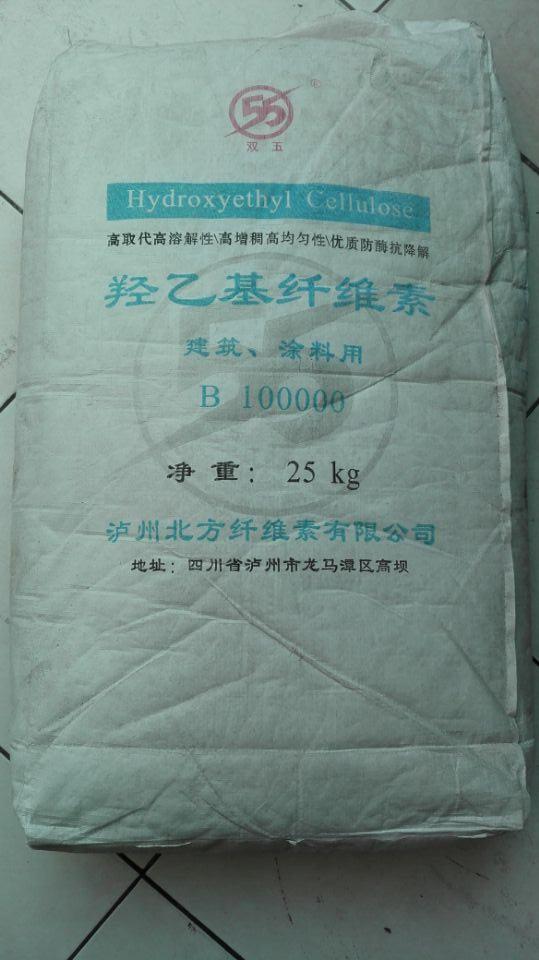 55
®
双五
Hydroxyethyl Cellulose
高取代高溶解性\高增稠高均匀性\优质防酶抗降解
羟乙基纤维素
建筑、涂料用
B 100000
净重：25 kg
泸州北方纤维素有限公司
地址：四川省泸州市龙马潭区高坝